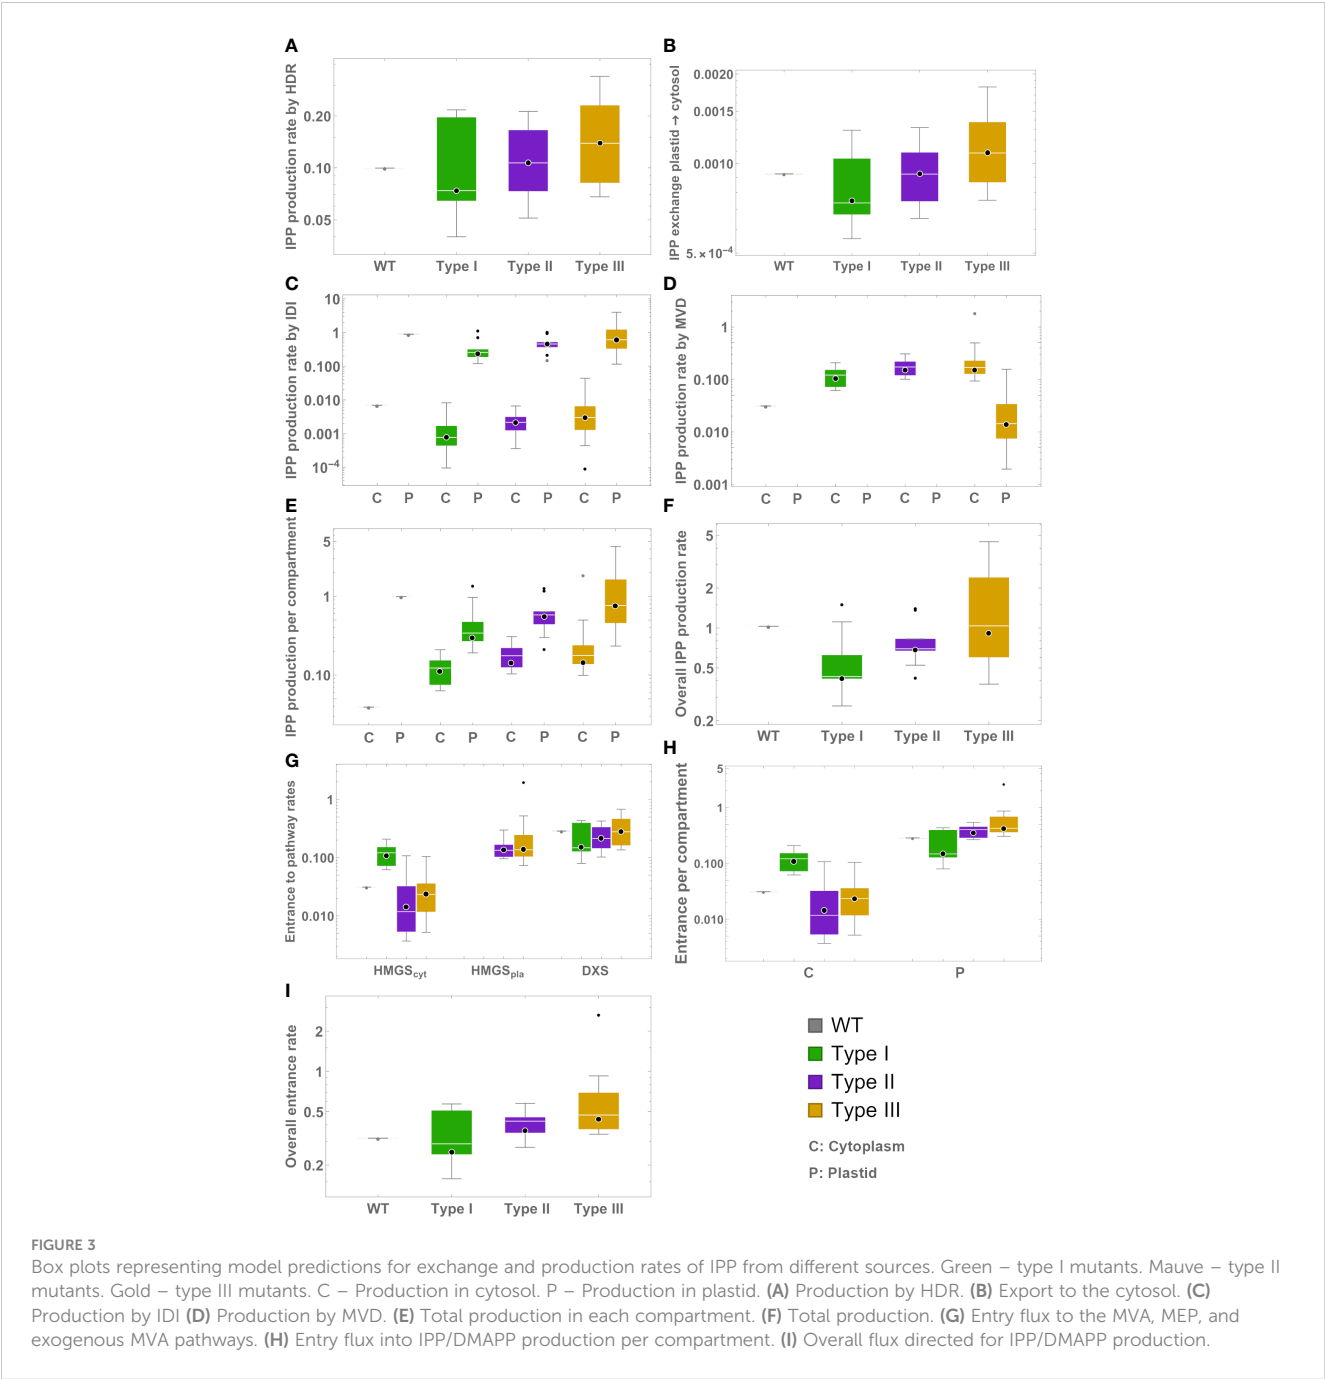 A
IPP production rate by HDR
0.20
0.10
0.05
WT Type I Type II Type III
B
IPP exchange plastid → cytosol
0.0020
0.0015
0.0010
5.×10⁻⁴
WT Type I Type II Type III
C
IPP production rate by IDI
10
1
0.100
0.010
0.001
10⁻⁴
C P C P C P C P
D
IPP production rate by MVD
1
0.100
0.010
0.001
C P C P C P C P
E
IPP production per compartment
5
1
0.10
C P C P C P C P
F
Overall IPP production rate
5
2
1
0.5
0.2
WT Type I Type II Type III
G
Entrance to pathway rates
1
0.100
0.010
HMGScyt HMGSpla DXS
H
Entrance per compartment
5
1
0.100
0.010
C P
I
Overall entrance rate
2
1
0.5
0.2
WT Type I Type II Type III
WT
Type I
Type II
Type III
C: Cytoplasm
P: Plastid
FIGURE 3
Box plots representing model predictions for exchange and production rates of IPP from different sources. Green – type I mutants. Mauve – type II
mutants. Gold – type III mutants. C – Production in cytosol. P – Production in plastid. (A) Production by HDR. (B) Export to the cytosol. (C)
Production by IDI (D) Production by MVD. (E) Total production in each compartment. (F) Total production. (G) Entry flux to the MVA, MEP, and
exogenous MVA pathways. (H) Entry flux into IPP/DMAPP production per compartment. (I) Overall flux directed for IPP/DMAPP production.